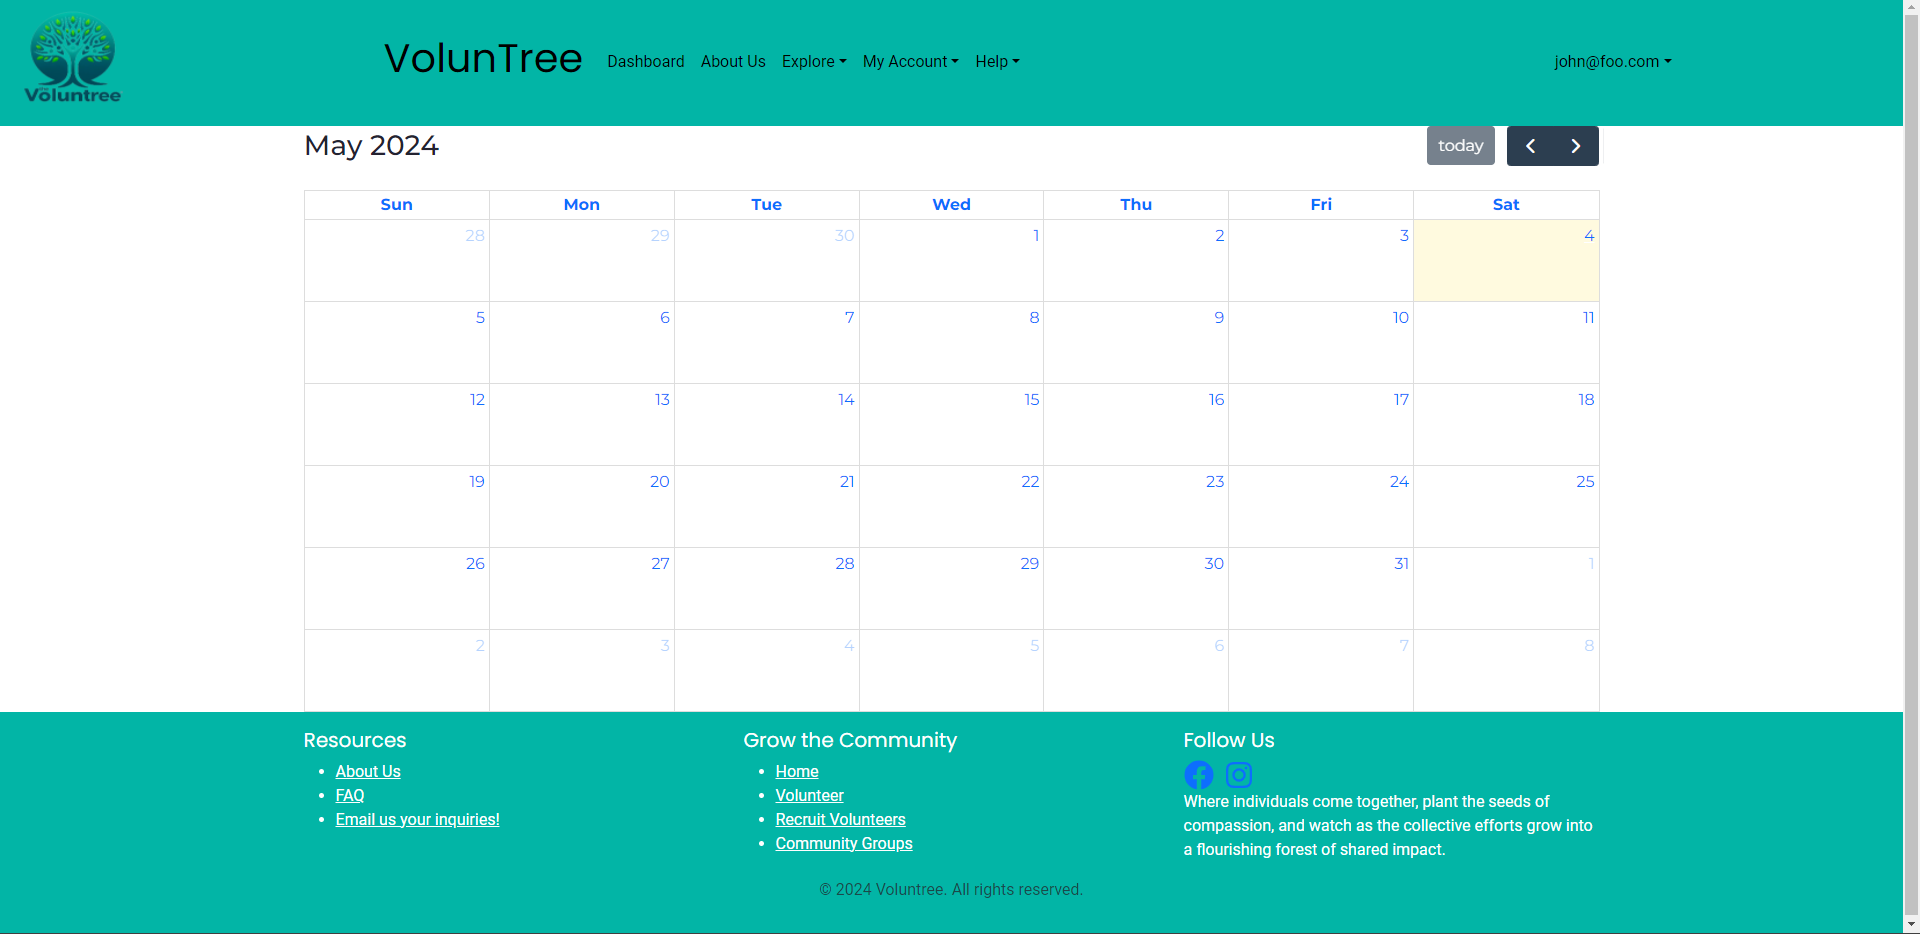 Voluntree
VolunTree Dashboard About Us Explore My Account Help john@foo.com
May 2024
today
Sun Mon Tue Wed Thu Fri Sat
28 29 30 1 2 3 4
5 6 7 8 9 10 11
12 13 14 15 16 17 18
19 20 21 22 23 24 25
26 27 28 29 30 31 1
2 3 4 5 6 7 8
Resources
About Us
FAQ
Email us your inquiries!
Grow the Community
Home
Volunteer
Recruit Volunteers
Community Groups
Follow Us
Where individuals come together, plant the seeds of
compassion, and watch as the collective efforts grow into
a flourishing forest of shared impact.
© 2024 Voluntree. All rights reserved.